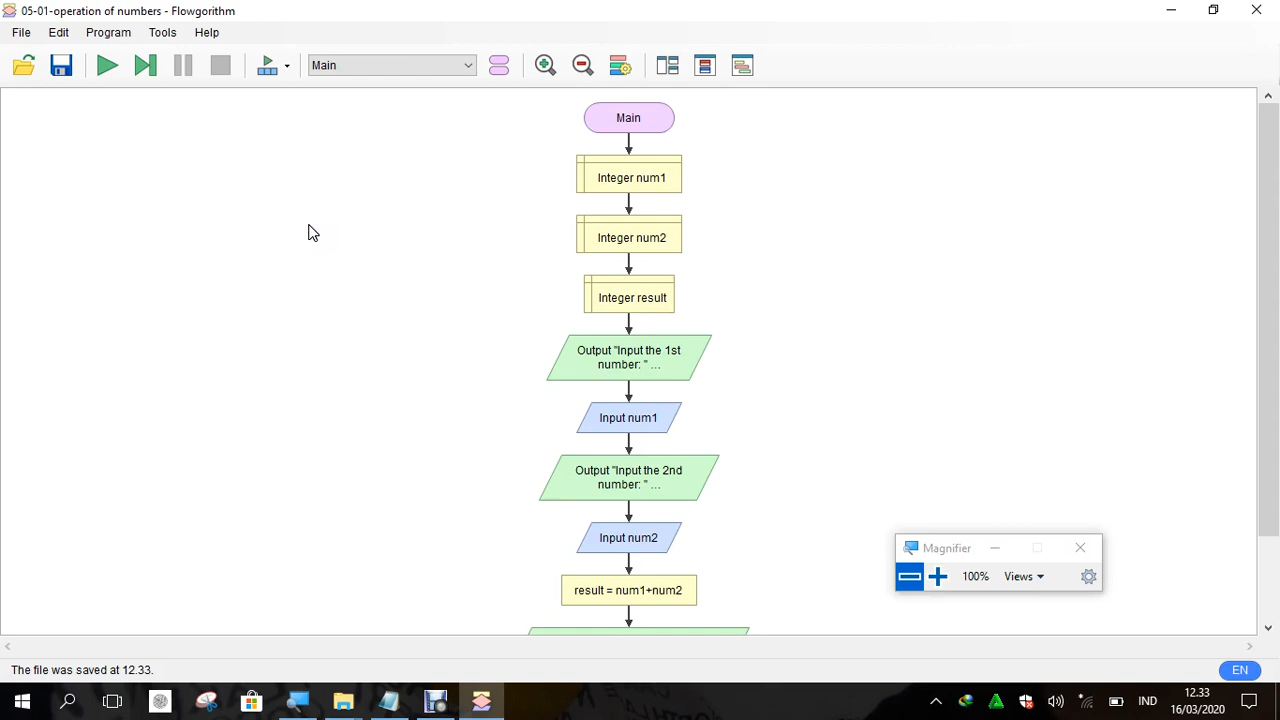 05-01-operation of numbers - Flowgorithm
File Edit Program Tools Help
Main
Main
Integer num1
Integer num2
Integer result
Output "Input the 1st
number: " ...
Input num1
Output "Input the 2nd
number: " ...
Input num2
result = num1+num2
Magnifier
100% Views
The file was saved at 12.33.
EN
IND
12.33
16/03/2020